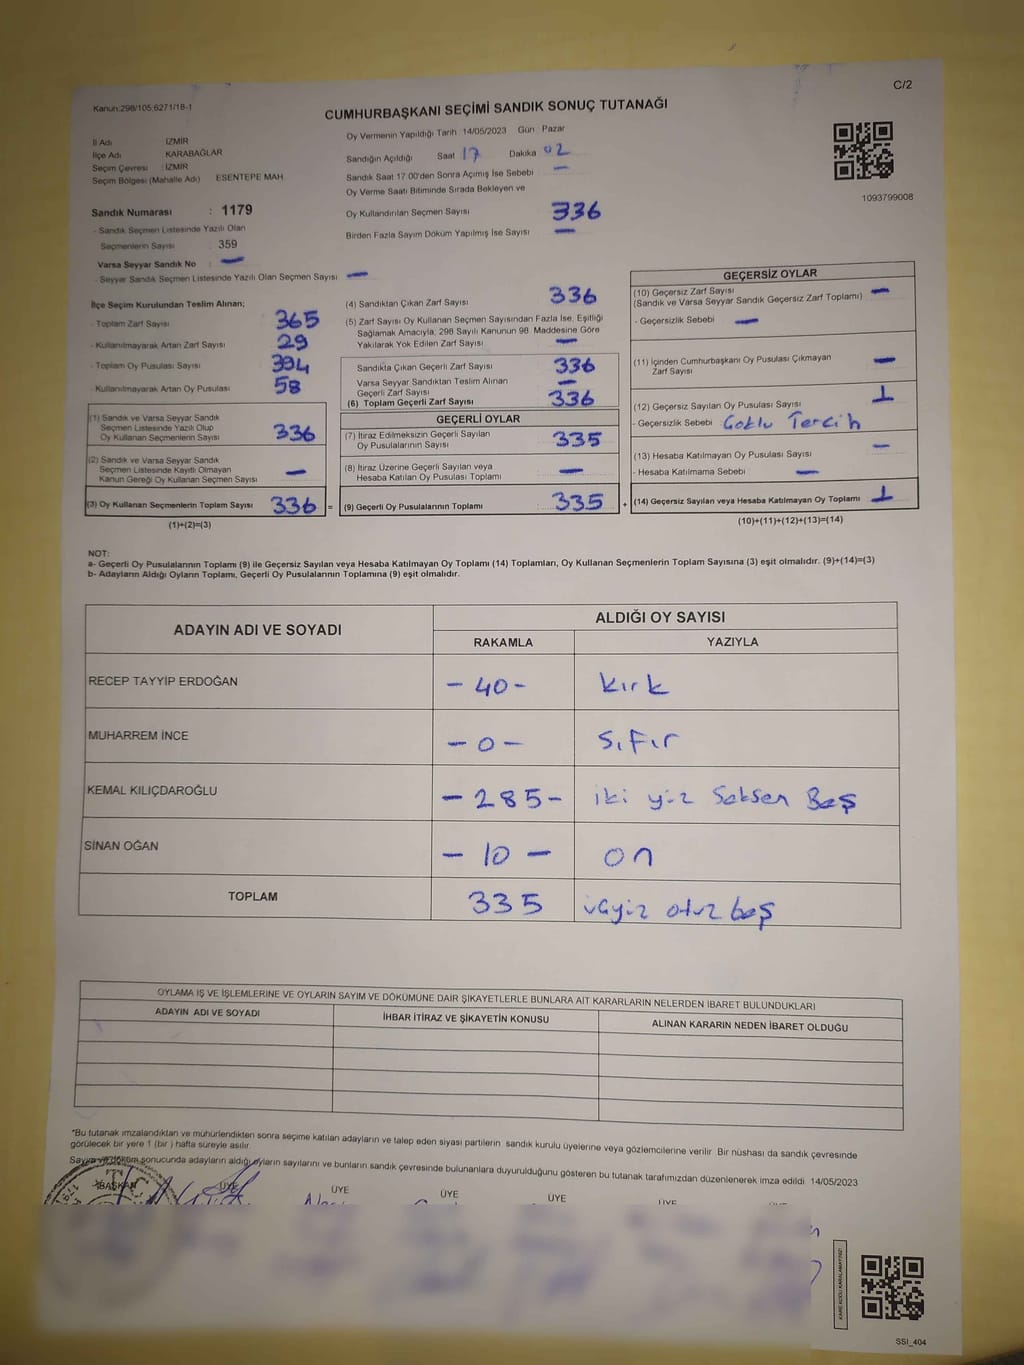 C/2
Kanun:298/105,6271/18-1
CUMHURBAŞKANI SEÇİMİ SANDIK SONUÇ TUTANAĞI
İl Adı İZMİR
İlçe Adı KARABAĞLAR
Seçim Çevresi : İZMİR
Seçim Bölgesi (Mahalle Adı) ESENTEPE MAH
Sandık Numarası : 1179
- Sandık Seçmen Listesinde Yazılı Olan
Seçmenlerin Sayısı : 359
Varsa Seyyar Sandık No : —
- Seyyar Sandık Seçmen Listesinde Yazılı Olan Seçmen Sayısı —
Oy Vermenin Yapıldığı Tarih 14/05/2023 Gün Pazar
Sandığın Açıldığı Saat 17 Dakika 02
Sandık Saat 17.00'den Sonra Açımış İse Sebebi —
Oy Verme Saati Bitiminde Sırada Bekleyen ve
Oy Kullandırılan Seçmen Sayısı 336
Birden Fazla Sayım Döküm Yapılmış İse Sayısı —
1093799008
İlçe Seçim Kurulundan Teslim Alınan;
- Toplam Zarf Sayısı 365
- Kullanılmayarak Artan Zarf Sayısı 29
- Toplam Oy Pusulası Sayısı 394
- Kullanılmayarak Artan Oy Pusulası 58
(1) Sandık ve Varsa Seyyar Sandık
Seçmen Listesinde Yazılı Olup
Oy Kullanan Seçmenlerin Sayısı 336
(2) Sandık ve Varsa Seyyar Sandık
Seçmen Listesinde Kayıtlı Olmayan
Kanun Gereği Oy Kullanan Seçmen Sayısı —
(3) Oy Kullanan Seçmenlerin Toplam Sayısı 336 =
(1)+(2)=(3)
(4) Sandıktan Çıkan Zarf Sayısı 336
(5) Zarf Sayısı Oy Kullanan Seçmen Sayısından Fazla İse, Eşitliği
Sağlamak Amacıyla, 298 Sayılı Kanunun 98. Maddesine Göre
Yakılarak Yok Edilen Zarf Sayısı —
Sandıkta Çıkan Geçerli Zarf Sayısı 336
Varsa Seyyar Sandıktan Teslim Alınan
Geçerli Zarf Sayısı —
(6) Toplam Geçerli Zarf Sayısı 336
GEÇERLİ OYLAR
(7) İtiraz Edilmeksizin Geçerli Sayılan
Oy Pusulasının Sayısı 335
(8) İtiraz Üzerine Geçerli Sayılan veya
Hesaba Katılan Oy Pusulası Toplamı —
(9) Geçerli Oy Pusulalarının Toplamı 335 +
GEÇERSİZ OYLAR
(10) Geçersiz Zarf Sayısı —
(Sandık ve Varsa Seyyar Sandık Geçersiz Zarf Toplamı)
- Geçersizlik Sebebi —
(11) İçinden Cumhurbaşkanı Oy Pusulası Çıkmayan
Zarf Sayısı —
(12) Geçersiz Sayılan Oy Pusulası Sayısı 1
- Geçersizlik Sebebi Çoklu Tercih
(13) Hesaba Katılmayan Oy Pusulası Sayısı —
- Hesaba Katılmama Sebebi —
(14) Geçersiz Sayılan veya Hesaba Katılmayan Oy Toplamı 1
(10)+(11)+(12)+(13)=(14)
NOT:
a- Geçerli Oy Pusulalarının Toplamı (9) ile Geçersiz Sayılan veya Hesaba Katılmayan Oy Toplamı (14) Toplamları, Oy Kullanan Seçmenlerin Toplam Sayısına (3) eşit olmalıdır. (9)+(14)=(3)
b- Adayların Aldığı Oyların Toplamı, Geçerli Oy Pusulalarının Toplamına (9) eşit olmalıdır.
ADAYIN ADI VE SOYADI ALDIĞI OY SAYISI
RAKAMLA YAZIYLA
RECEP TAYYİP ERDOĞAN – 40 – kırk
MUHARREM İNCE – 0 – sıfır
KEMAL KILIÇDAROĞLU – 285 – iki yüz Seksen Beş
SİNAN OĞAN – 10 – on
TOPLAM 335 üçyüz otuz beş
OYLAMA İŞ VE İŞLEMLERİNE VE OYLARIN SAYIM VE DÖKÜMÜNE DAİR ŞİKAYETLERLE BUNLARA AİT KARARLARIN NELERDEN İBARET BULUNDUKLARI
ADAYIN ADI VE SOYADI İHBAR İTİRAZ VE ŞİKAYETİN KONUSU ALINAN KARARIN NEDEN İBARET OLDUĞU
*Bu tutanak imzalandıktan ve mühürlendikten sonra seçime katılan adayların ve talep eden siyasi partilerin sandık kurulu üyelerine veya gözlemcilerine verilir. Bir nüshası da sandık çevresinde
görülecek bir yere 1 (bir) hafta süreyle asılır.
Sayım ve döküm sonucunda adayların aldığı oyların sayılarını ve bunların sandık çevresinde bulunanlara duyurulduğunu gösteren bu tutanak tarafımızdan düzenlenerek imza edildi. 14/05/2023
BAŞKAN ÜYE ÜYE ÜYE ÜYE ÜYE
SSI_404